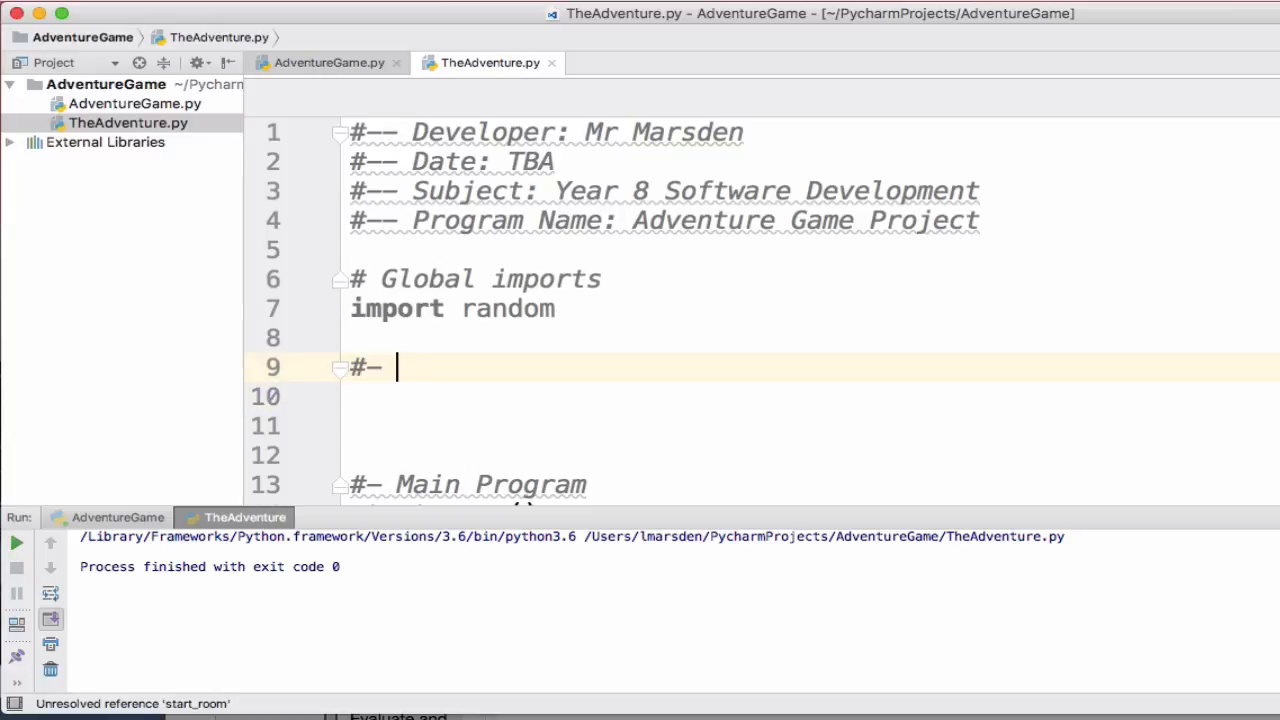 TheAdventure.py - AdventureGame - [~/PycharmProjects/AdventureGame]
AdventureGame TheAdventure.py
Project
AdventureGame.py
TheAdventure.py
AdventureGame ~/Pycharm
AdventureGame.py
TheAdventure.py
External Libraries
1 #-- Developer: Mr Marsden
2 #-- Date: TBA
3 #-- Subject: Year 8 Software Development
4 #-- Program Name: Adventure Game Project
5
6 # Global imports
7 import random
8
9 #-
10
11
12
13 #- Main Program
Run: AdventureGame TheAdventure
/Library/Frameworks/Python.framework/Versions/3.6/bin/python3.6 /Users/lmarsden/PycharmProjects/AdventureGame/TheAdventure.py
Process finished with exit code 0
Unresolved reference 'start_room'
Evaluate and